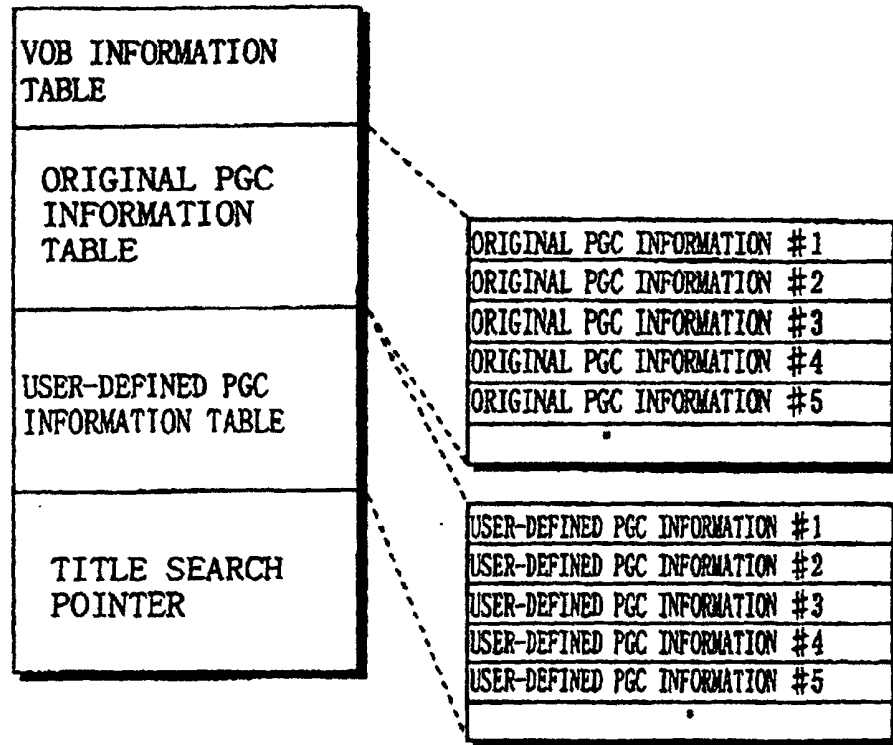 VOB INFORMATION
TABLE
ORIGINAL PGC
INFORMATION
TABLE
USER-DEFINED PGC
INFORMATION TABLE
TITLE SEARCH
POINTER
ORIGINAL PGC INFORMATION #1
ORIGINAL PGC INFORMATION #2
ORIGINAL PGC INFORMATION #3
ORIGINAL PGC INFORMATION #4
ORIGINAL PGC INFORMATION #5
USER-DEFINED PGC INFORMATION #1
USER-DEFINED PGC INFORMATION #2
USER-DEFINED PGC INFORMATION #3
USER-DEFINED PGC INFORMATION #4
USER-DEFINED PGC INFORMATION #5